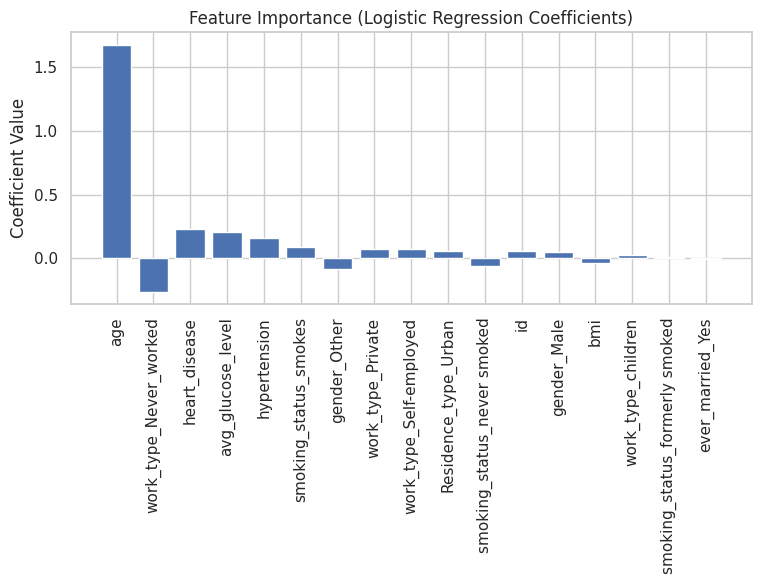 Feature Importance (Logistic Regression Coefficients)
Coefficient Value
1.5
1.0
0.5
0.0
age
work_type_Never_worked
heart_disease
avg_glucose_level
hypertension
smoking_status_smokes
gender_Other
work_type_Private
work_type_Self-employed
Residence_type_Urban
smoking_status_never smoked
id
gender_Male
bmi
work_type_children
smoking_status_formerly smoked
ever_married_Yes